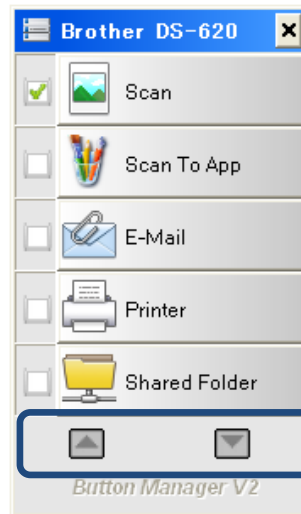 Brother DS-620
Scan
Scan To App
E-Mail
Printer
Shared Folder
Button Manager V2